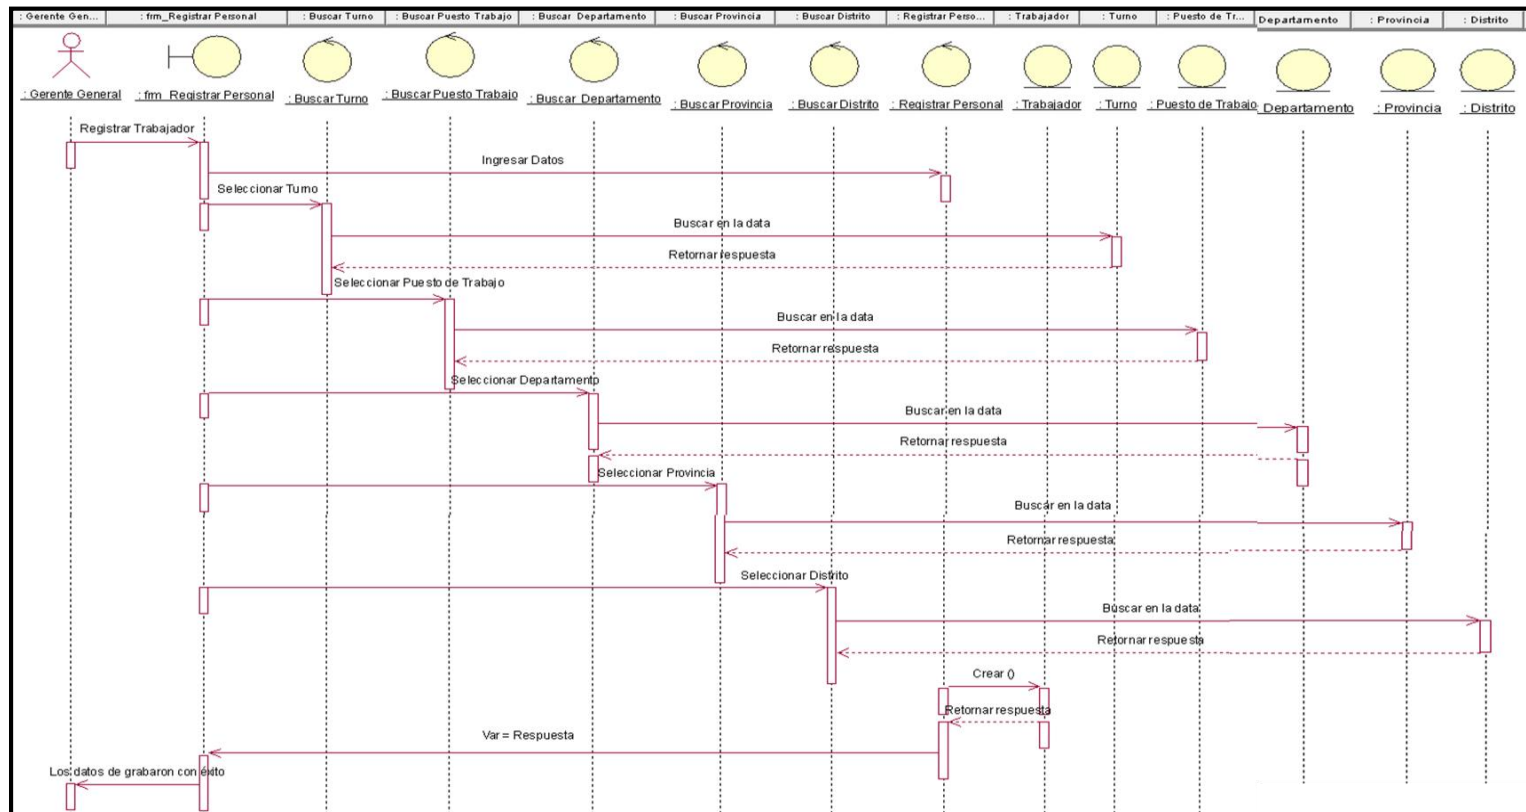 : Gerente Gen...
: frm_Registrar Personal
: Buscar Turno
: Buscar Puesto Trabajo
: Buscar Departamento
: Buscar Provincia
: Buscar Distrito
: Registrar Perso...
: Trabajador
: Turno
: Puesto de Tr...
Departamento
: Provincia
: Distrito
: Gerente General
: frm_Registrar Personal
: Buscar Turno
: Buscar Puesto Trabajo
: Buscar Departamento
: Buscar Provincia
: Buscar Distrito
: Registrar Personal
: Trabajador
: Turno
: Puesto de Trabajo
Departamento
: Provincia
: Distrito
Registrar Trabajador
Ingresar Datos
Seleccionar Turno
Buscar en la data
Retornar respuesta
Seleccionar Puesto de Trabajo
Buscar en la data
Retornar respuesta
Seleccionar Departamento
Buscar en la data
Retornar respuesta
Seleccionar Provincia
Buscar en la data
Retornar respuesta
Seleccionar Distrito
Buscar en la data
Retornar respuesta
Crear ()
Retornar respuesta
Var = Respuesta
Los datos de grabaron con éxito